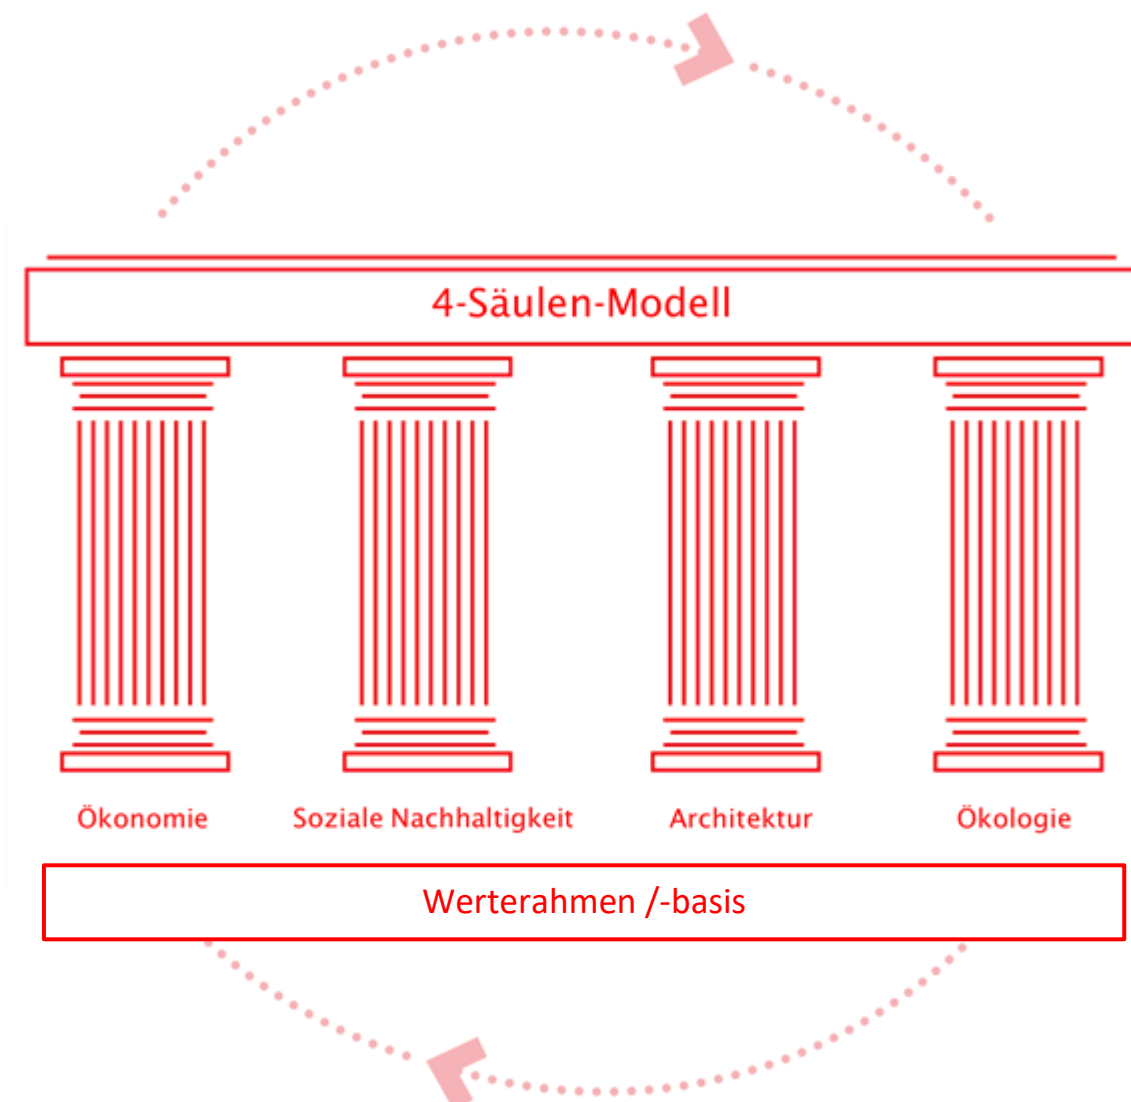 4-Säulen-Modell
Ökonomie
Soziale Nachhaltigkeit
Architektur
Ökologie
Werterahmen /-basis